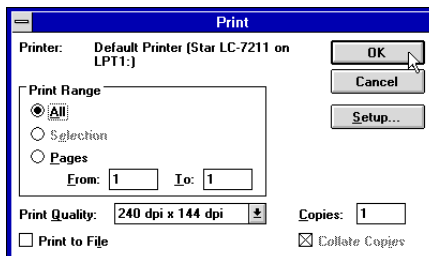 Print
Printer: Default Printer (Star LC-7211 on
LPT1:)
OK
Cancel
Setup...
Print Range
All
Selection
Pages
From: 1 To: 1
Print Quality: 240 dpi x 144 dpi Copies: 1
Print to File Collate Copies